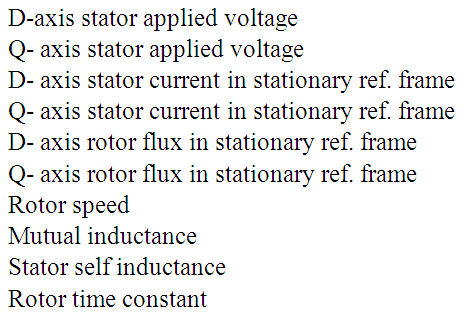 D-axis stator applied voltage
Q- axis stator applied voltage
D- axis stator current in stationary ref. frame
Q- axis stator current in stationary ref. frame
D- axis rotor flux in stationary ref. frame
Q- axis rotor flux in stationary ref. frame
Rotor speed
Mutual inductance
Stator self inductance
Rotor time constant